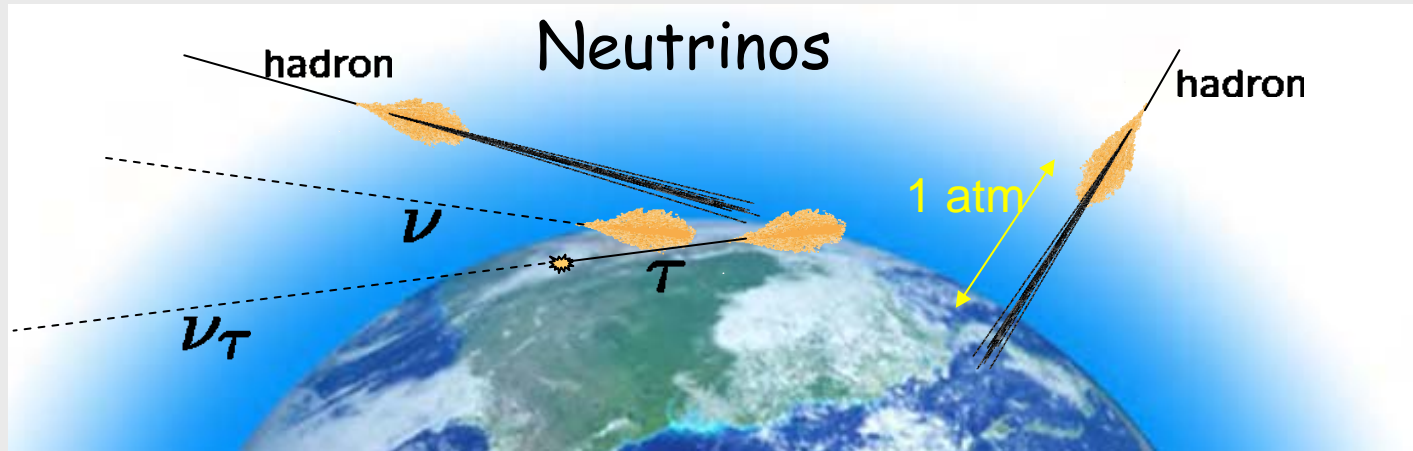 Neutrinos
hadron
hadron
1 atm
ν
τ
ντ